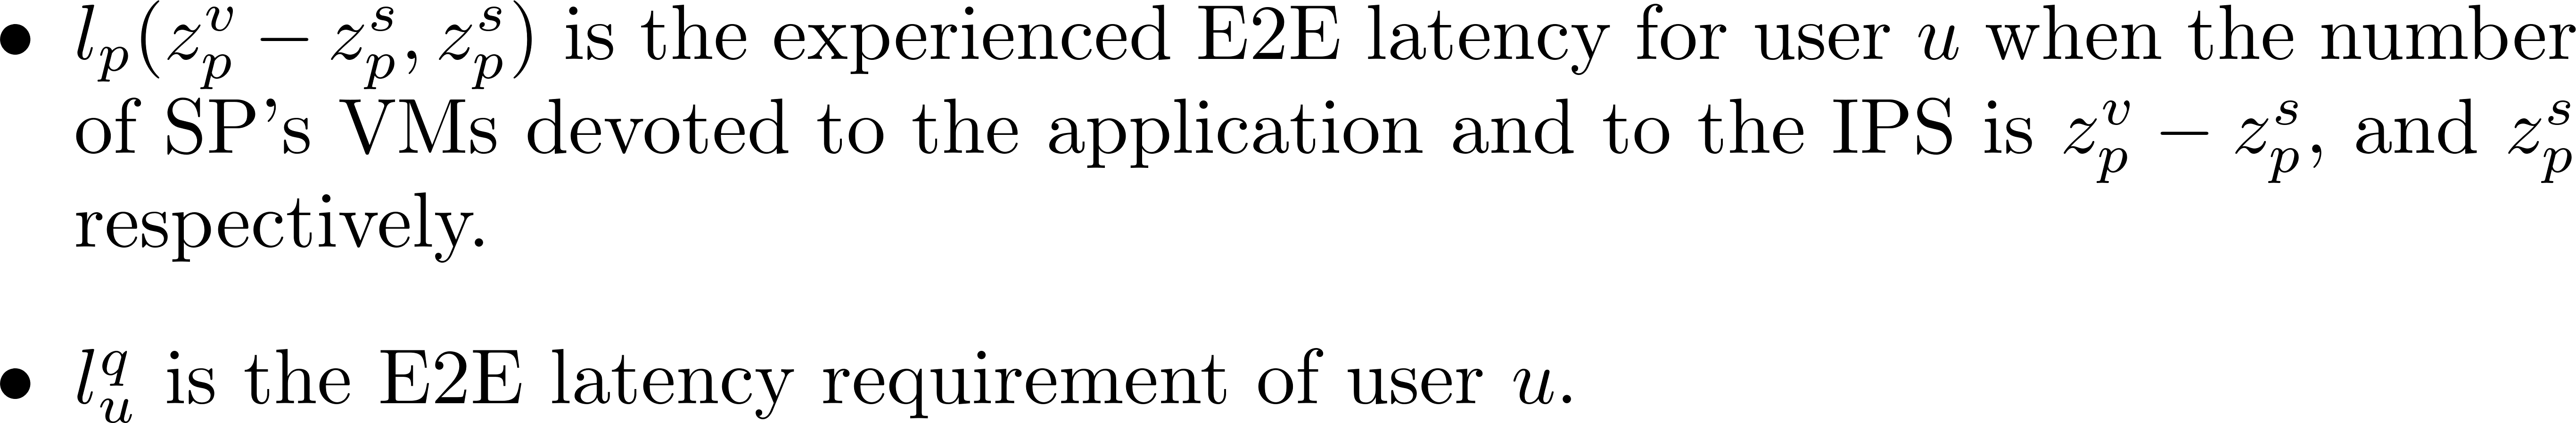 • $l_p(z_p^v - z_p^s, z_p^s)$ is the experienced E2E latency for user $u$ when the number
of SP's VMs devoted to the application and to the IPS is $z_p^v - z_p^s$, and $z_p^s$
respectively.
• $l_u^q$ is the E2E latency requirement of user $u$.